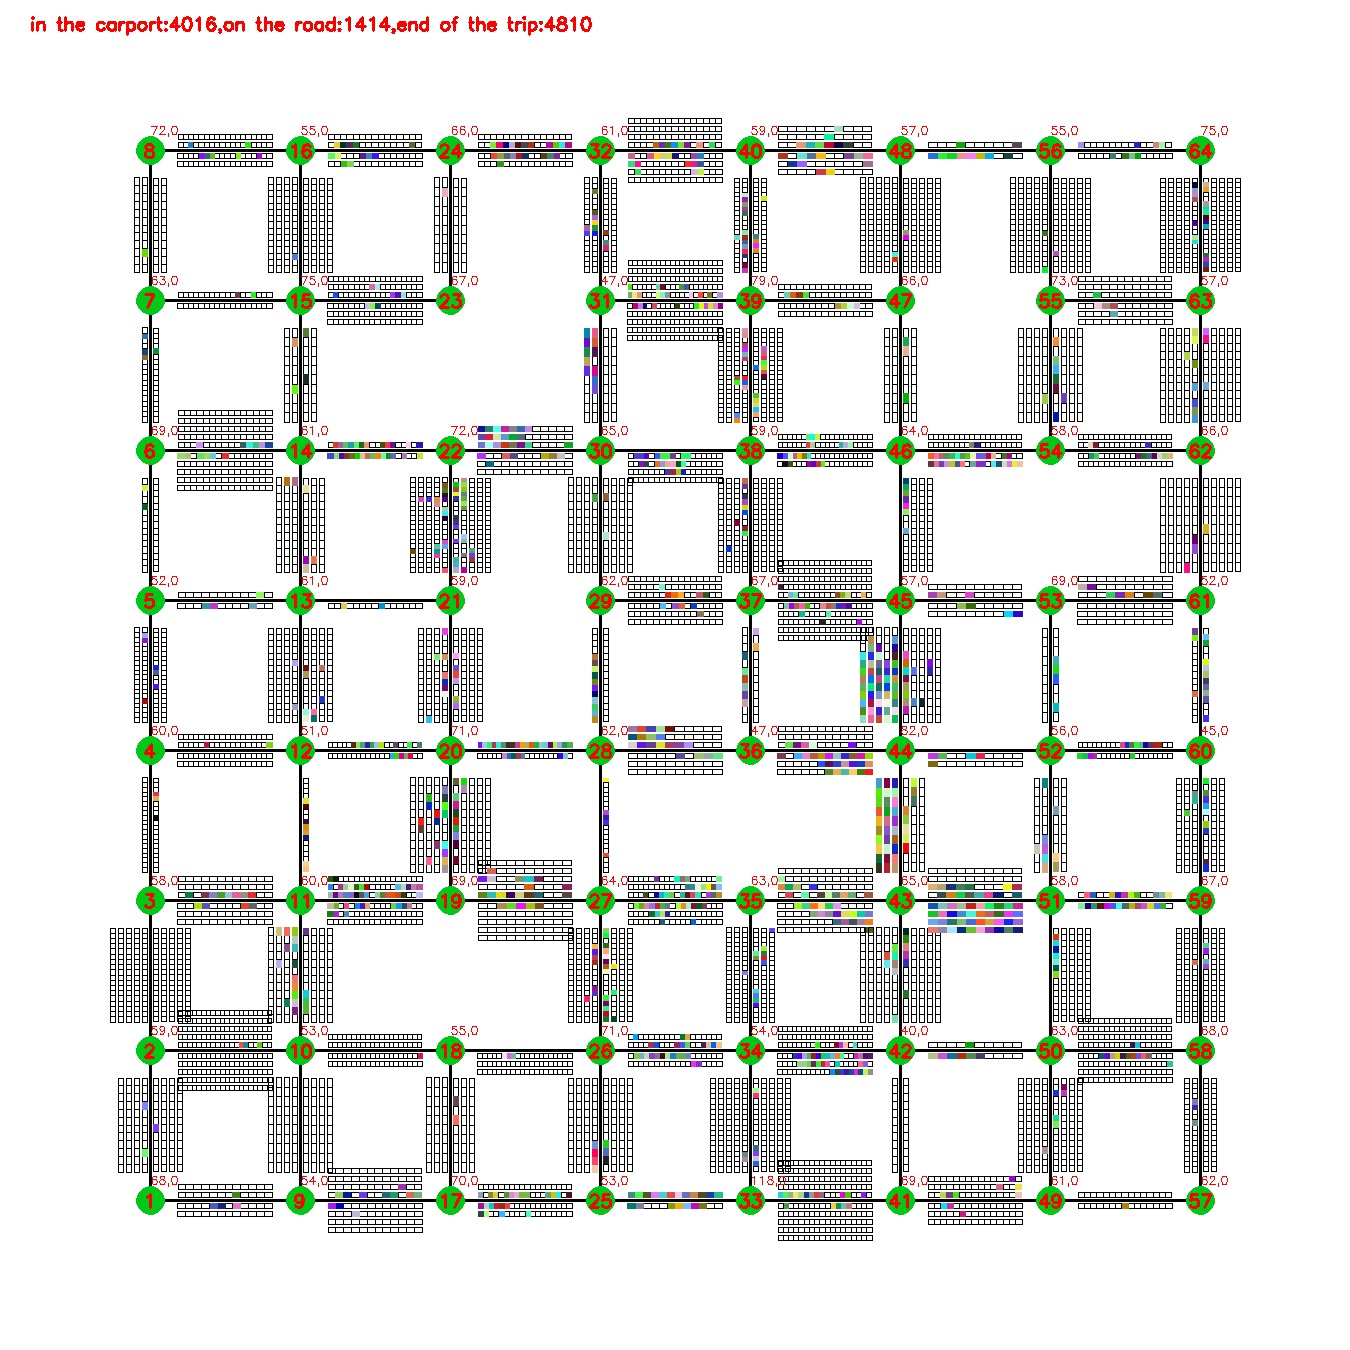 in the carport:4016,on the road:1414,end of the trip:4810
72,0 55,0 66,0 61,0 59,0 57,0 55,0 75,0
8 16 24 32 40 48 56 64
63,0 75,0 67,0 47,0 79,0 66,0 73,0 57,0
7 15 23 31 39 47 55 63
69,0 61,0 72,0 65,0 59,0 64,0 58,0 66,0
6 14 22 30 38 46 54 62
52,0 61,0 59,0 62,0 67,0 57,0 69,0 52,0
5 13 21 29 37 45 53 61
60,0 51,0 71,0 62,0 47,0 32,0 56,0 45,0
4 12 20 28 36 44 52 60
58,0 60,0 69,0 64,0 63,0 65,0 58,0 67,0
3 11 19 27 35 43 51 59
59,0 53,0 55,0 71,0 54,0 40,0 63,0 68,0
2 10 18 26 34 42 50 58
68,0 54,0 70,0 53,0 118,0 69,0 61,0 62,0
1 9 17 25 33 41 49 57